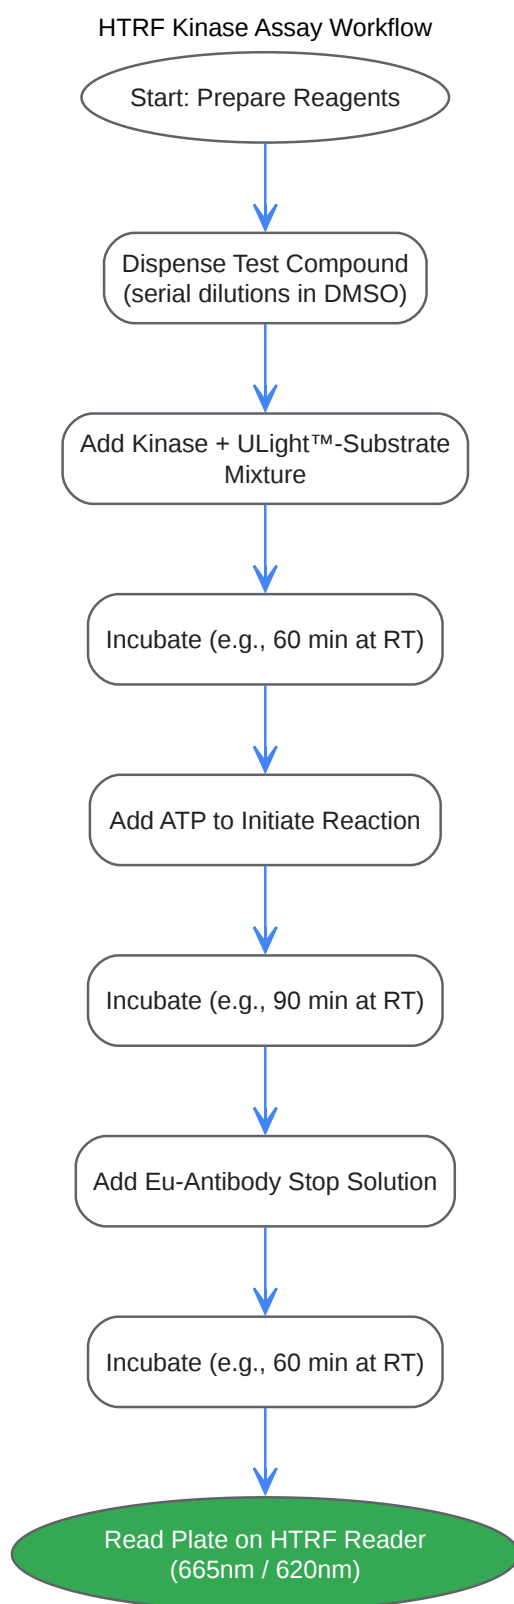 HTRF Kinase Assay Workflow
Start: Prepare Reagents
Dispense Test Compound
(serial dilutions in DMSO)
Add Kinase + ULight™-Substrate
Mixture
Incubate (e.g., 60 min at RT)
Add ATP to Initiate Reaction
Incubate (e.g., 90 min at RT)
Add Eu-Antibody Stop Solution
Incubate (e.g., 60 min at RT)
Read Plate on HTRF Reader
(665nm / 620nm)